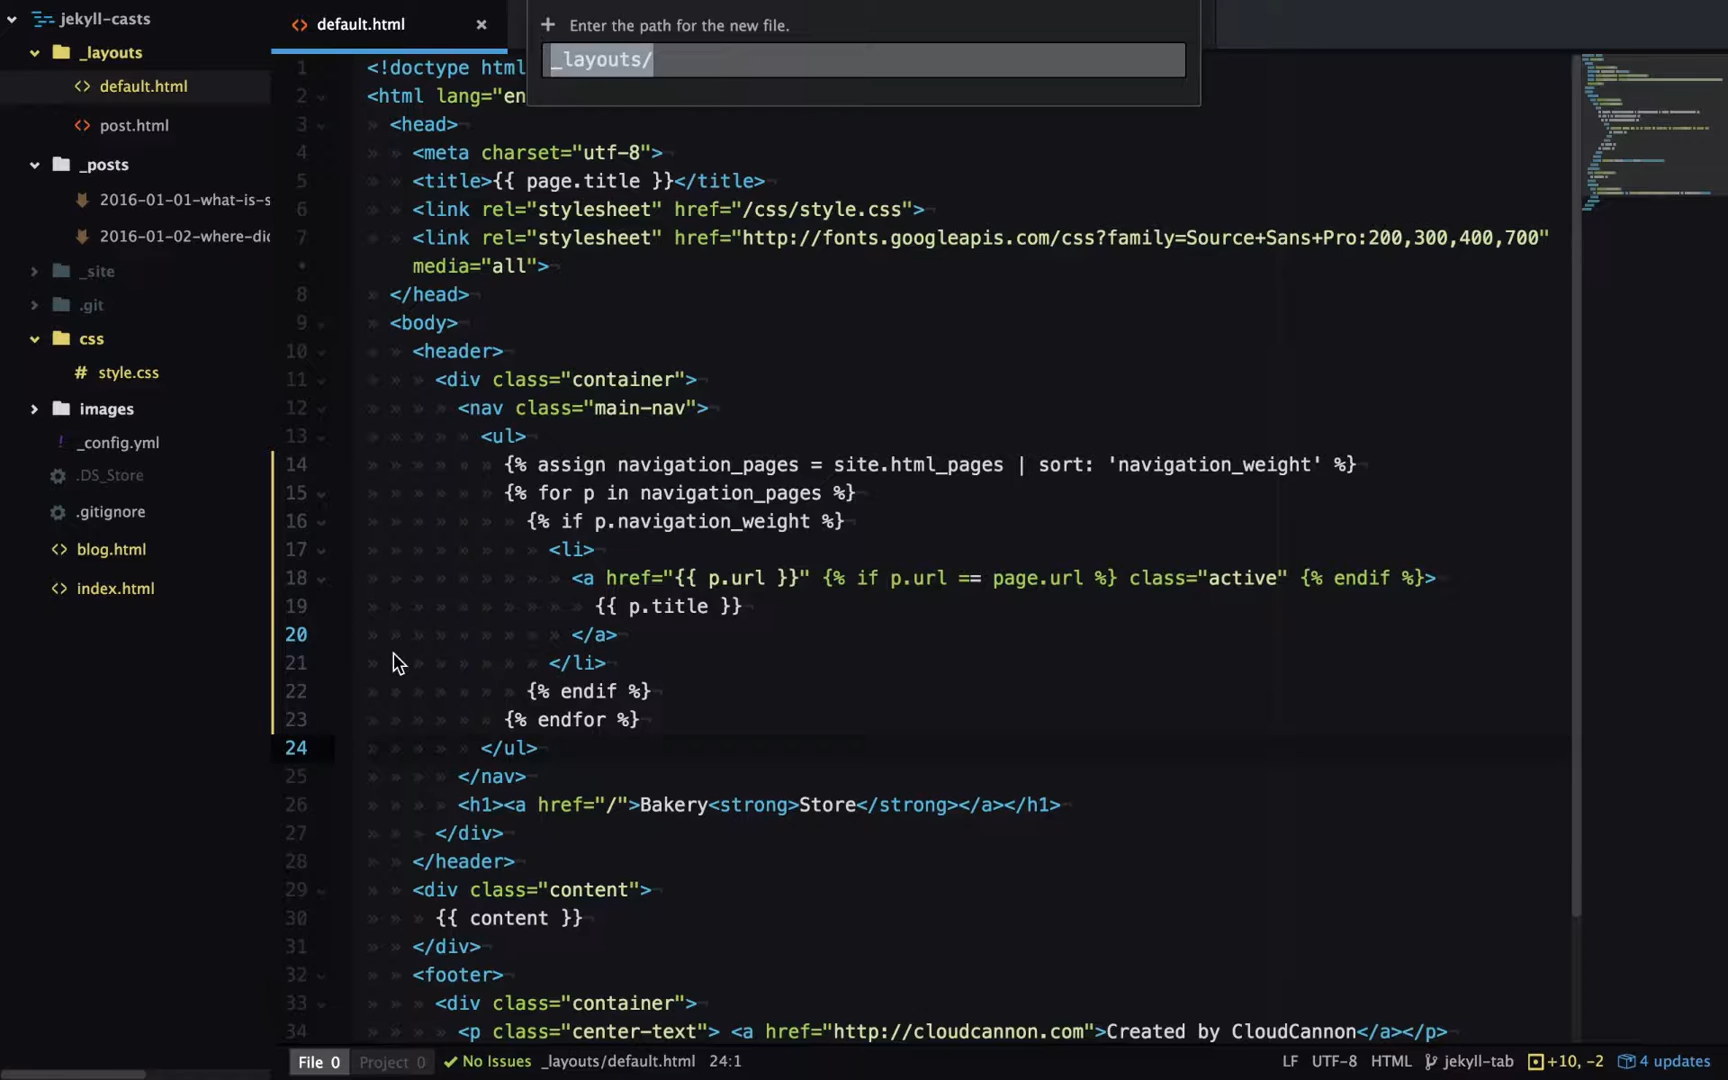 jekyll-casts
_layouts
default.html
post.html
_posts
2016-01-01-what-is-s
2016-01-02-where-did
_site
.git
css
# style.css
images
! _config.yml
.DS_Store
.gitignore
<> blog.html
<> index.html
<> default.html ×
+ Enter the path for the new file.
_layouts/
1 <!doctype html
2 <html lang="en
3 <head>
4 <meta charset="utf-8">
5 <title>{{ page.title }}</title>
6 <link rel="stylesheet" href="/css/style.css">
7 <link rel="stylesheet" href="http://fonts.googleapis.com/css?family=Source+Sans+Pro:200,300,400,700"
• media="all">
8 </head>
9 <body>
10 <header>
11 <div class="container">
12 <nav class="main-nav">
13 <ul>
14 {% assign navigation_pages = site.html_pages | sort: 'navigation_weight' %}
15 {% for p in navigation_pages %}
16 {% if p.navigation_weight %}
17 <li>
18 <a href="{{ p.url }}" {% if p.url == page.url %} class="active" {% endif %}>
19 {{ p.title }}
20 </a>
21 </li>
22 {% endif %}
23 {% endfor %}
24 </ul>
25 </nav>
26 <h1><a href="/">Bakery<strong>Store</strong></a></h1>
27 </div>
28 </header>
29 <div class="content">
30 {{ content }}
31 </div>
32 <footer>
33 <div class="container">
34 <p class="center-text"> <a href="http://cloudcannon.com">Created by CloudCannon</a></p>
File 0 Project 0 ✓ No Issues _layouts/default.html 24:1 LF UTF-8 HTML jekyll-tab +10, -2 4 updates